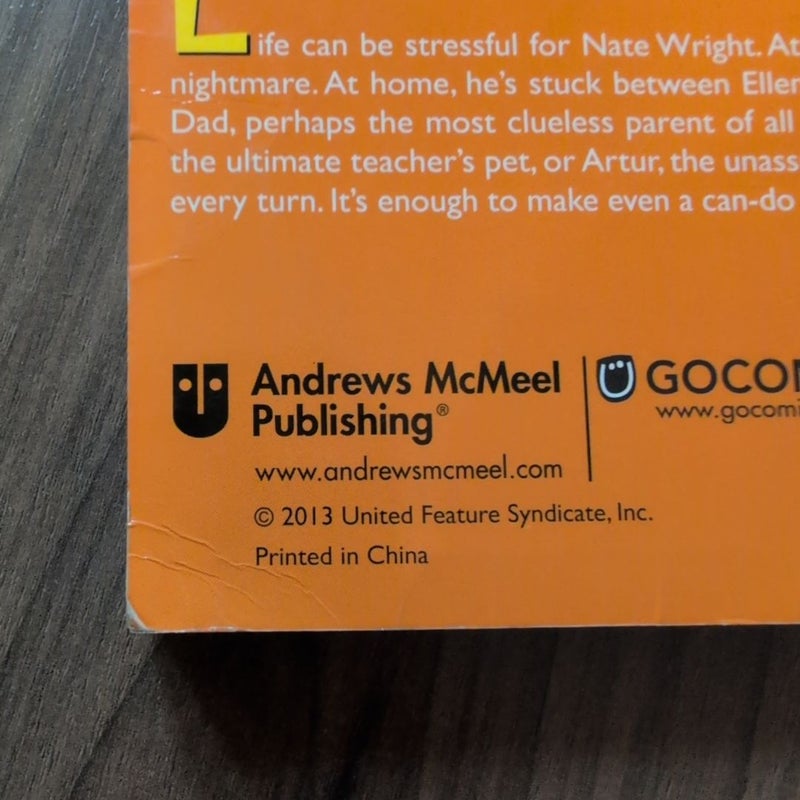 Life can be stressful for Nate Wright. At
nightmare. At home, he's stuck between Ellen
Dad, perhaps the most clueless parent of all
the ultimate teacher's pet, or Artur, the unass
every turn. It's enough to make even a can-do
Andrews McMeel
Publishing®
www.andrewsmcmeel.com
GOCOM
www.gocomi
© 2013 United Feature Syndicate, Inc.
Printed in China